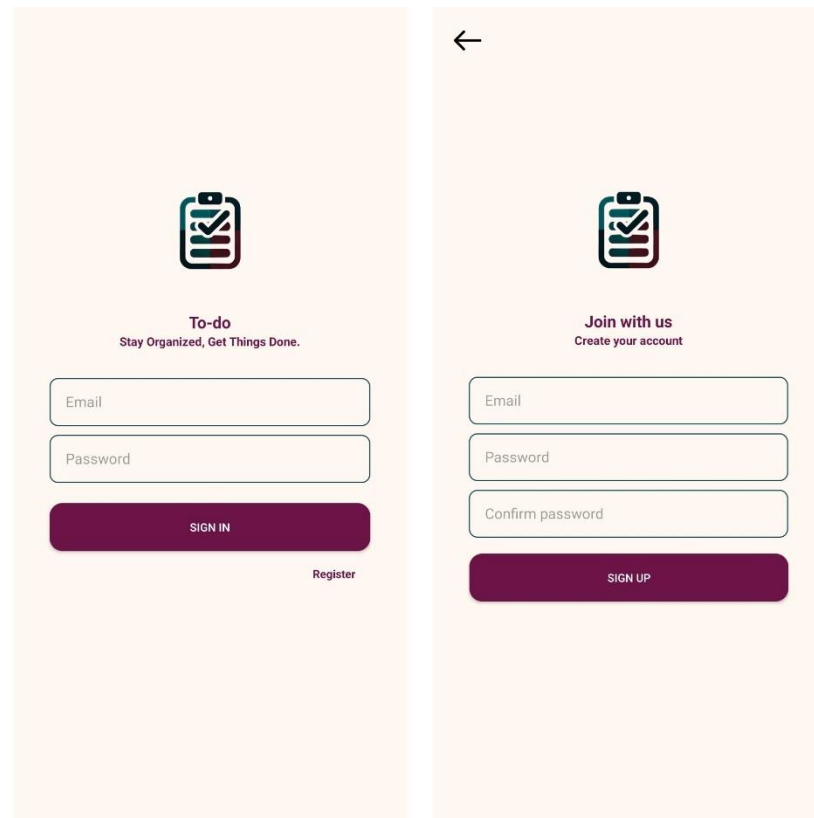 To-do
Stay Organized, Get Things Done.
Email
Password
SIGN IN
Register
Join with us
Create your account
Email
Password
Confirm password
SIGN UP